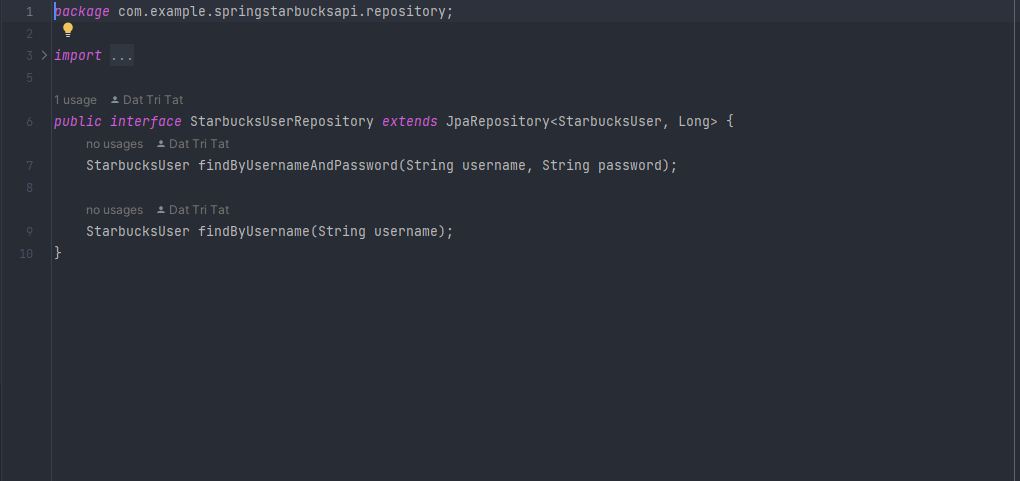 1 package com.example.springstarbucksapi.repository;
2
3 import ...
5
1 usage Dat Tri Tat
6 public interface StarbucksUserRepository extends JpaRepository<StarbucksUser, Long> {
no usages Dat Tri Tat
7 StarbucksUser findByUsernameAndPassword(String username, String password);
8
no usages Dat Tri Tat
9 StarbucksUser findByUsername(String username);
10 }